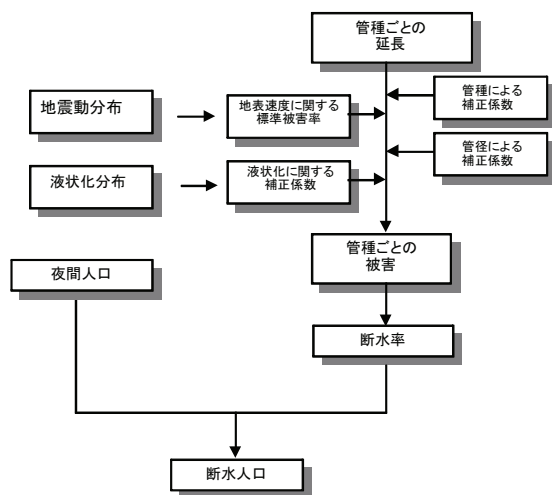 管種ごとの
延長
地震動分布
地表速度に関する
標準被害率
管種による
補正係数
液状化分布
液状化に関する
補正係数
管径による
補正係数
管種ごとの
被害
夜間人口
断水率
断水人口